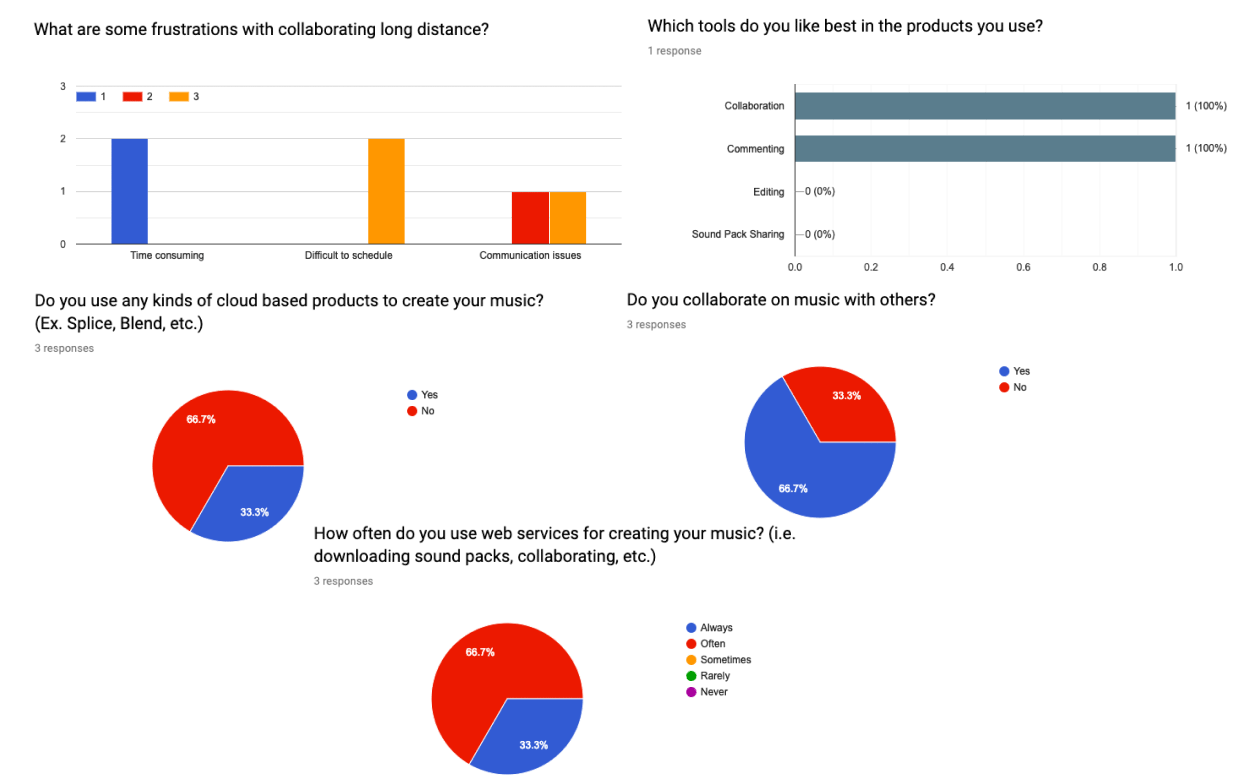 What are some frustrations with collaborating long distance?
3
1 2 3
2
1
0
Time consuming Difficult to schedule Communication issues
Which tools do you like best in the products you use?
1 response
Collaboration 1 (100%)
Commenting 1 (100%)
Editing 0 (0%)
Sound Pack Sharing 0 (0%)
0.0 0.2 0.4 0.6 0.8 1.0
Do you use any kinds of cloud based products to create your music?
(Ex. Splice, Blend, etc.)
3 responses
Yes
No
66.7%
33.3%
Do you collaborate on music with others?
3 responses
Yes
No
33.3%
66.7%
How often do you use web services for creating your music? (i.e.
downloading sound packs, collaborating, etc.)
3 responses
Always
Often
Sometimes
Rarely
Never
66.7%
33.3%